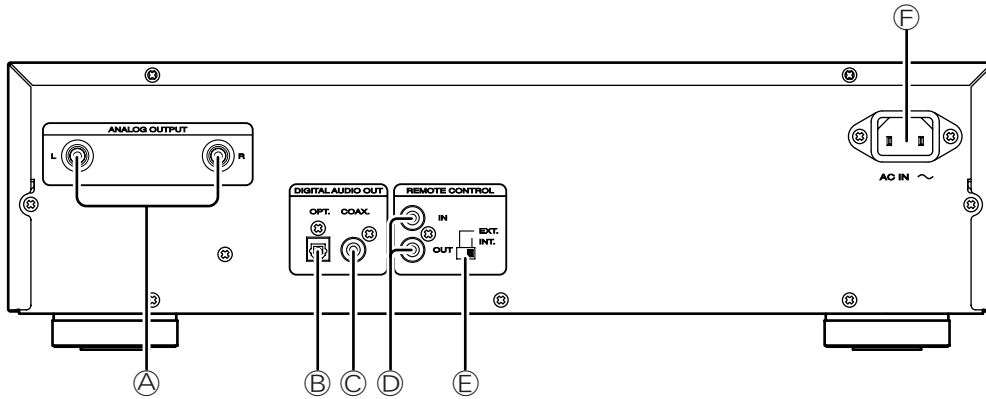 Ⓕ
ANALOG OUTPUT
L R
AC IN ～
DIGITAL AUDIO OUT REMOTE CONTROL
OPT. COAX. IN
EXT.
INT.
OUT
Ⓐ Ⓑ Ⓒ Ⓓ Ⓔ